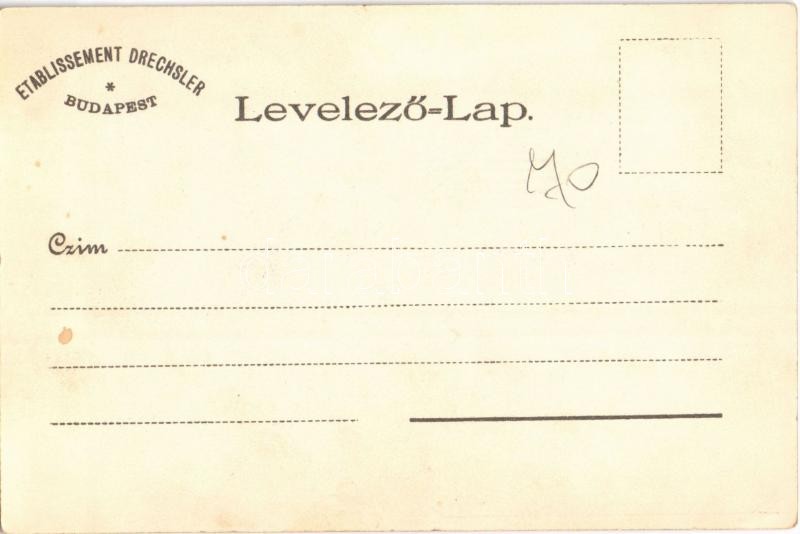 ETABLISSEMENT DRECHSLER
*
BUDAPEST
Levelező=Lap.
Czim